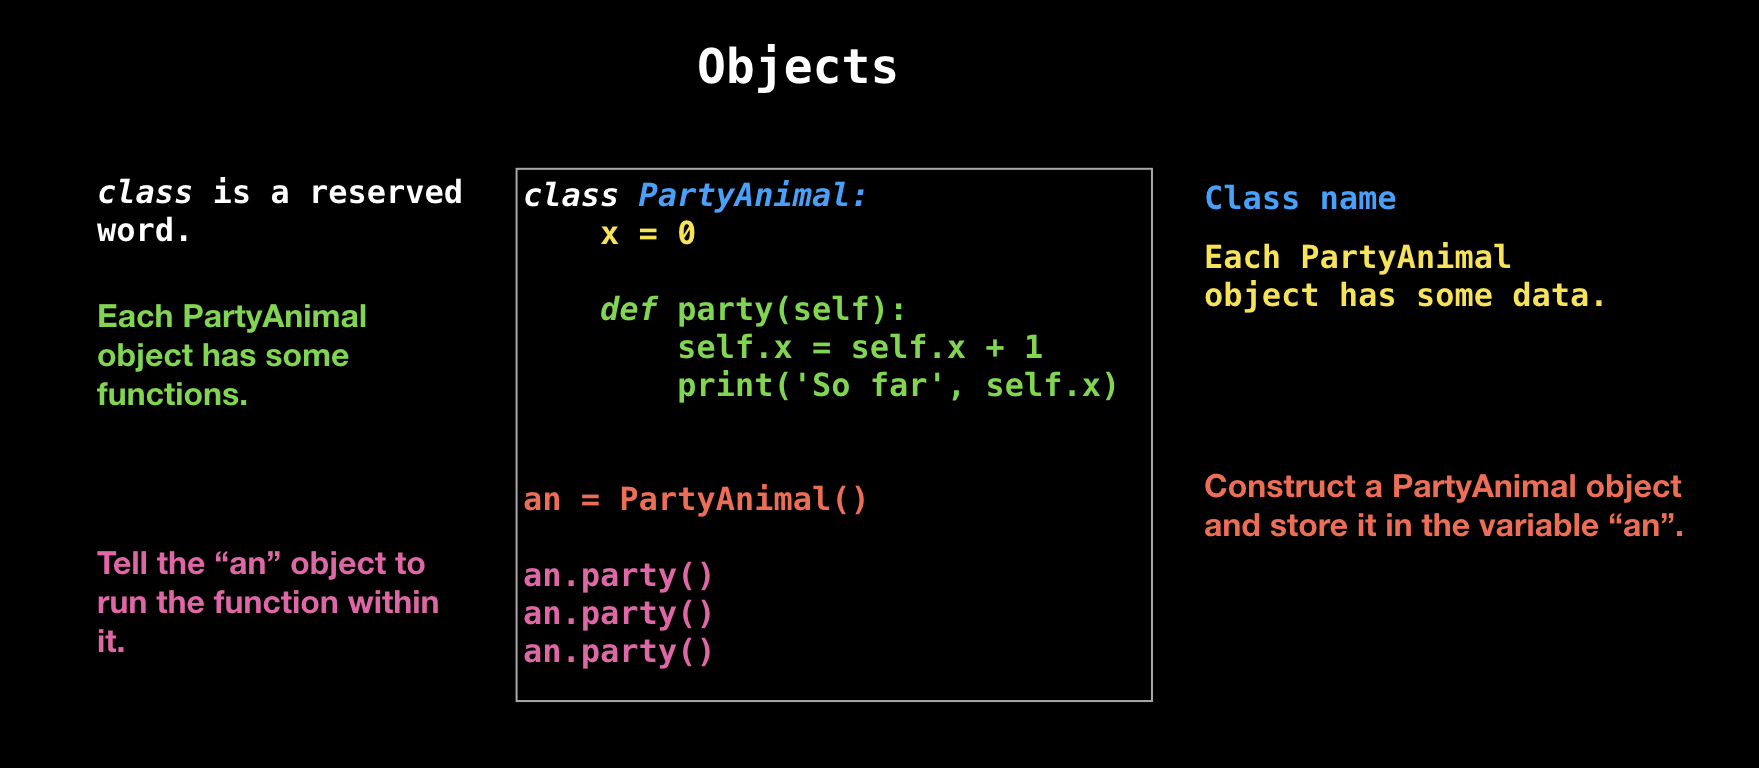 Objects
class is a reserved
word.
Each PartyAnimal
object has some
functions.
Tell the “an” object to
run the function within
it.
class PartyAnimal:
    x = 0
    def party(self):
        self.x = self.x + 1
        print('So far', self.x)
an = PartyAnimal()
an.party()
an.party()
an.party()
Class name
Each PartyAnimal
object has some data.
Construct a PartyAnimal object
and store it in the variable “an”.